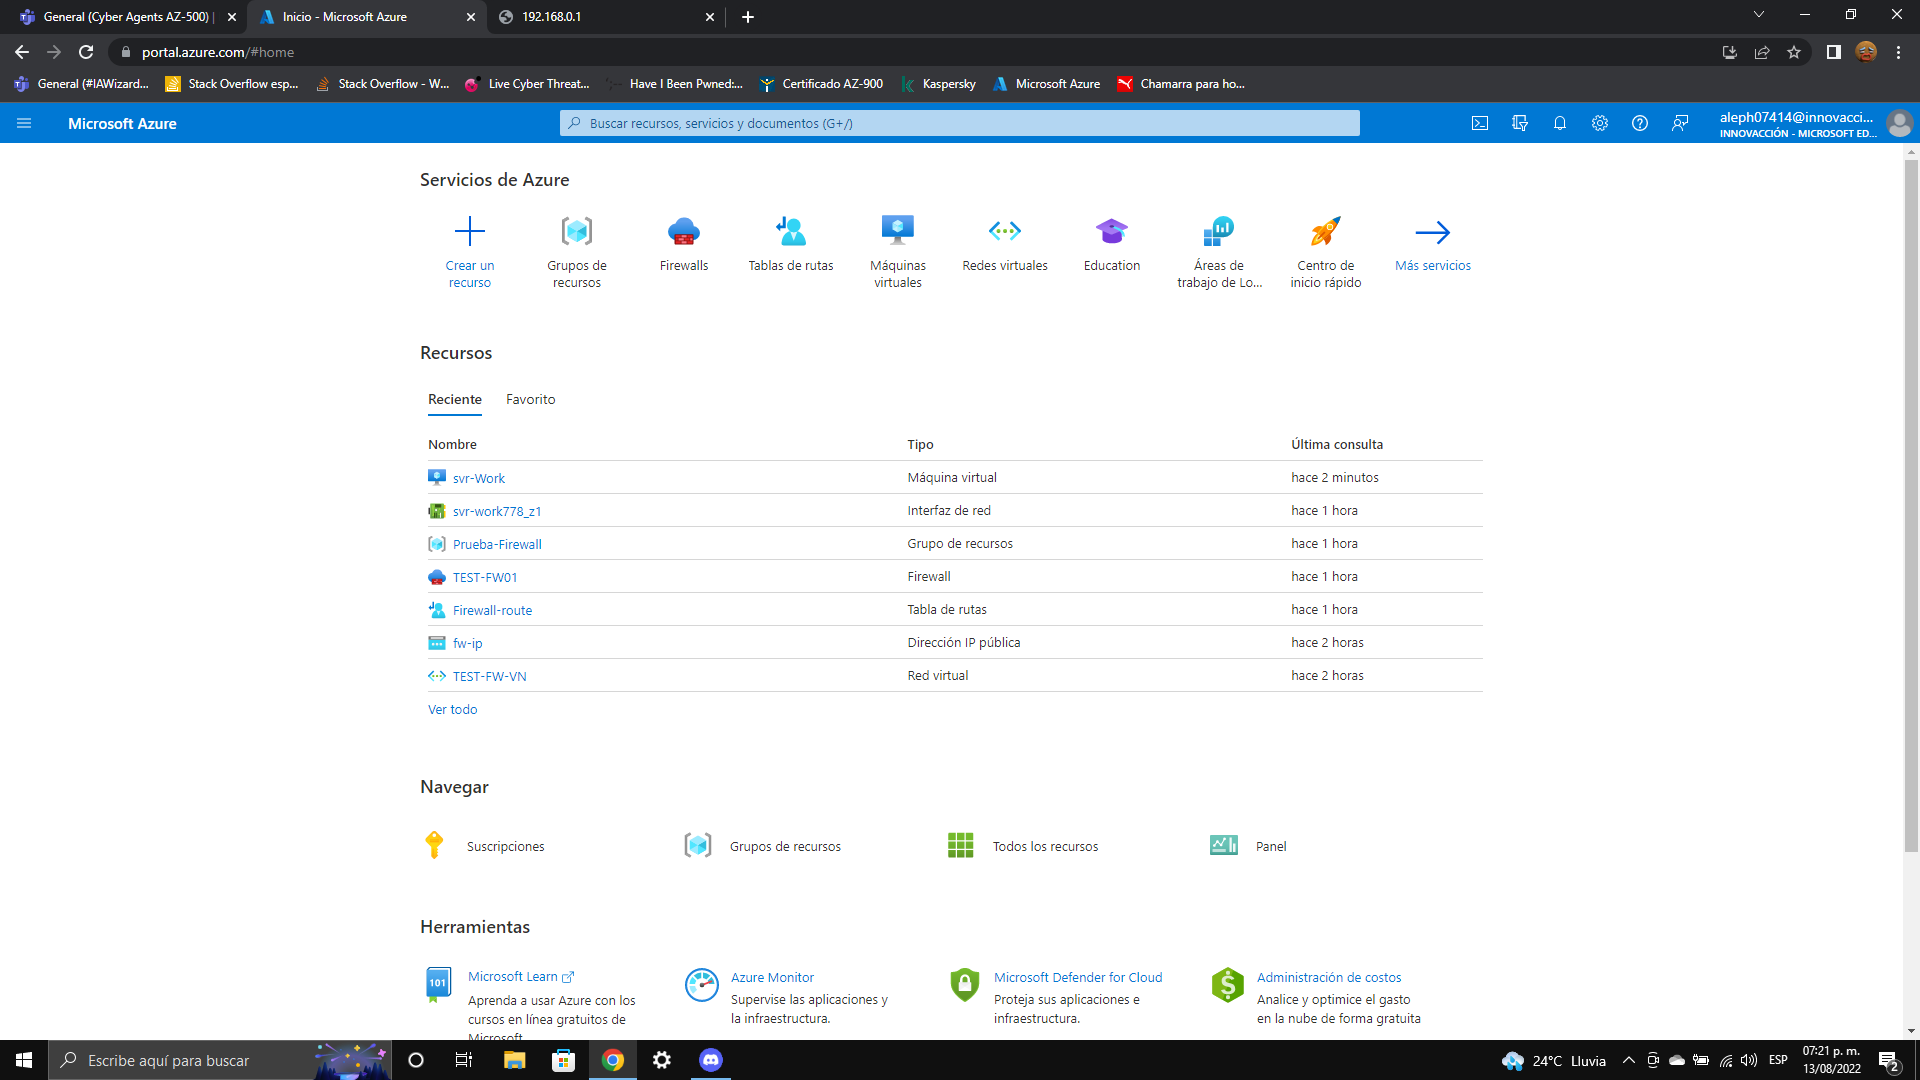 General (Cyber Agents AZ-500) |
Inicio - Microsoft Azure
192.168.0.1
portal.azure.com/#home
General (#IAWizard...
Stack Overflow esp...
Stack Overflow - W...
Live Cyber Threat...
Have I Been Pwned:...
Certificado AZ-900
Kaspersky
Microsoft Azure
Chamarra para ho...
Microsoft Azure
Buscar recursos, servicios y documentos (G+/)
aleph07414@innovacci...
INNOVACCIÓN - MICROSOFT ED...
Servicios de Azure
Crear un
recurso
Grupos de
recursos
Firewalls
Tablas de rutas
Máquinas
virtuales
Redes virtuales
Education
Áreas de
trabajo de Lo...
Centro de
inicio rápido
Más servicios
Recursos
Reciente
Favorito
Nombre Tipo Última consulta
svr-Work Máquina virtual hace 2 minutos
svr-work778_z1 Interfaz de red hace 1 hora
Prueba-Firewall Grupo de recursos hace 1 hora
TEST-FW01 Firewall hace 1 hora
Firewall-route Tabla de rutas hace 1 hora
fw-ip Dirección IP pública hace 2 horas
TEST-FW-VN Red virtual hace 2 horas
Ver todo
Navegar
Suscripciones
Grupos de recursos
Todos los recursos
Panel
Herramientas
101
Microsoft Learn
Aprenda a usar Azure con los
cursos en línea gratuitos de
Microsoft
Azure Monitor
Supervise las aplicaciones y
la infraestructura.
Microsoft Defender for Cloud
Proteja sus aplicaciones e
infraestructura.
Administración de costos
Analice y optimice el gasto
en la nube de forma gratuita
Escribe aquí para buscar
24°C Lluvia
ESP
07:21 p. m.
13/08/2022
2